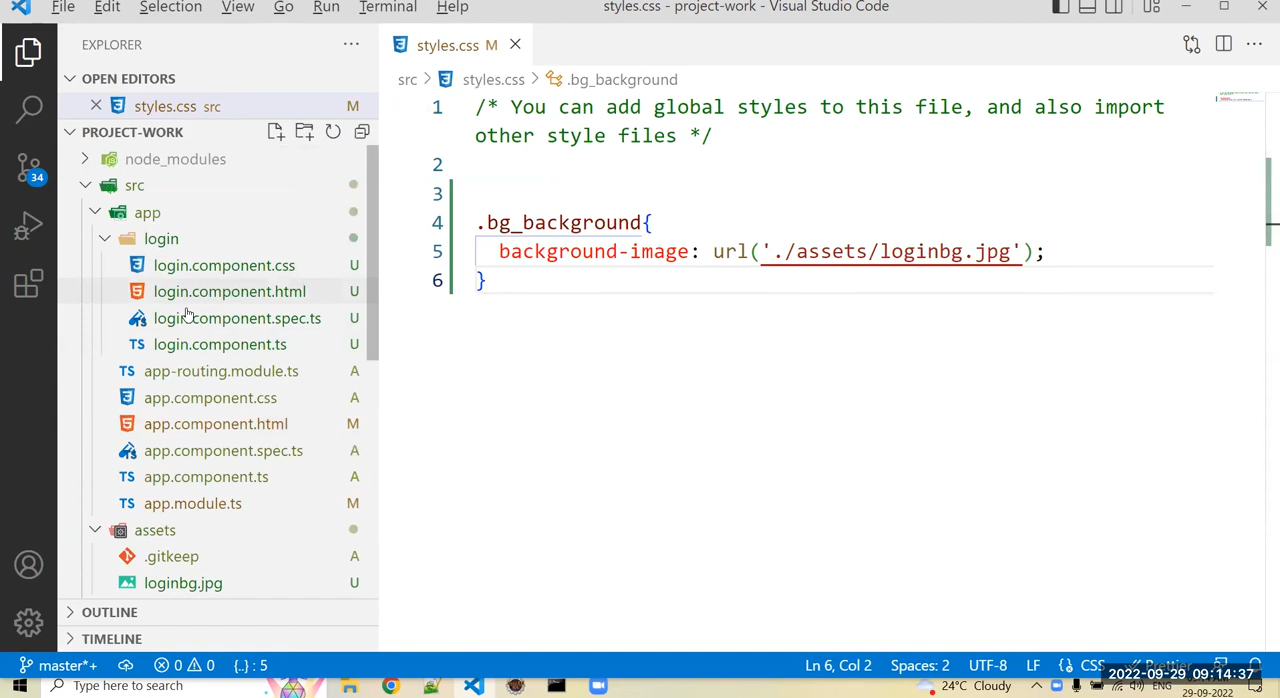 File Edit Selection View Go Run Terminal Help styles.css - project-work - Visual Studio Code
EXPLORER
styles.css M
OPEN EDITORS
styles.css src M
src > styles.css > .bg_background
PROJECT-WORK
node_modules
src
app
login
login.component.css U
login.component.html U
login.component.spec.ts U
TS login.component.ts U
TS app-routing.module.ts A
app.component.css A
app.component.html M
app.component.spec.ts A
TS app.component.ts A
TS app.module.ts M
assets
.gitkeep A
loginbg.jpg U
OUTLINE
TIMELINE
34
1 /* You can add global styles to this file, and also import
other style files */
2
3
4 .bg_background{
5 background-image: url('./assets/loginbg.jpg');
6 }
master*+ 0 0 {..} : 5 Ln 6, Col 2 Spaces: 2 UTF-8 LF CSS Prettier
2022-09-29 09:14:37
Type here to search 24°C Cloudy ENG
29-09-2022